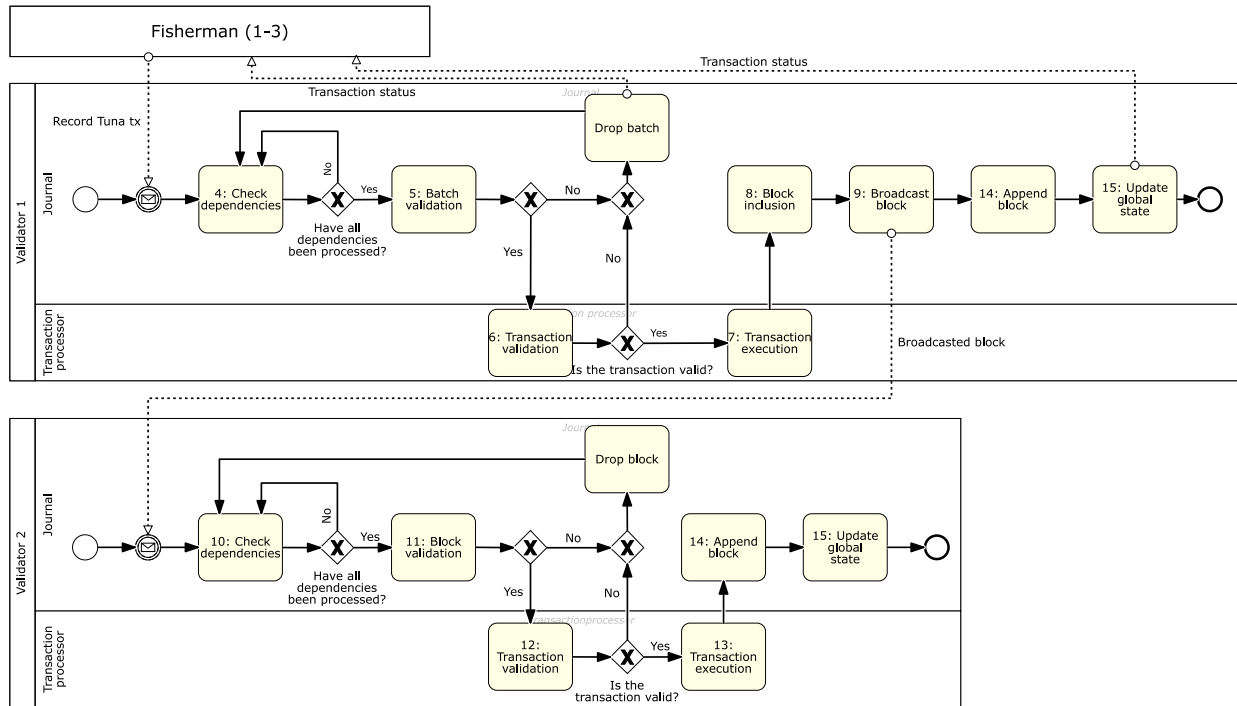 Fisherman (1-3)
Transaction status
Transaction status
Journal
Record Tuna tx
Validator 1
Journal
Drop batch
No
4: Check
dependencies
Yes
Have all
dependencies
been processed?
5: Batch
validation
No
Yes
No
8: Block
inclusion
9: Broadcast
block
14: Append
block
15: Update
global
state
Transaction
processor
on processor
6: Transaction
validation
Yes
Is the transaction valid?
7: Transaction
execution
Broadcasted block
Validator 2
Journal
Journal
Drop block
No
10: Check
dependencies
Yes
Have all
dependencies
been processed?
11: Block
validation
No
Yes
No
14: Append
block
15: Update
global
state
Transaction
processor
ransactionprocessor
12:
Transaction
validation
Yes
Is the
transaction valid?
13:
Transaction
execution